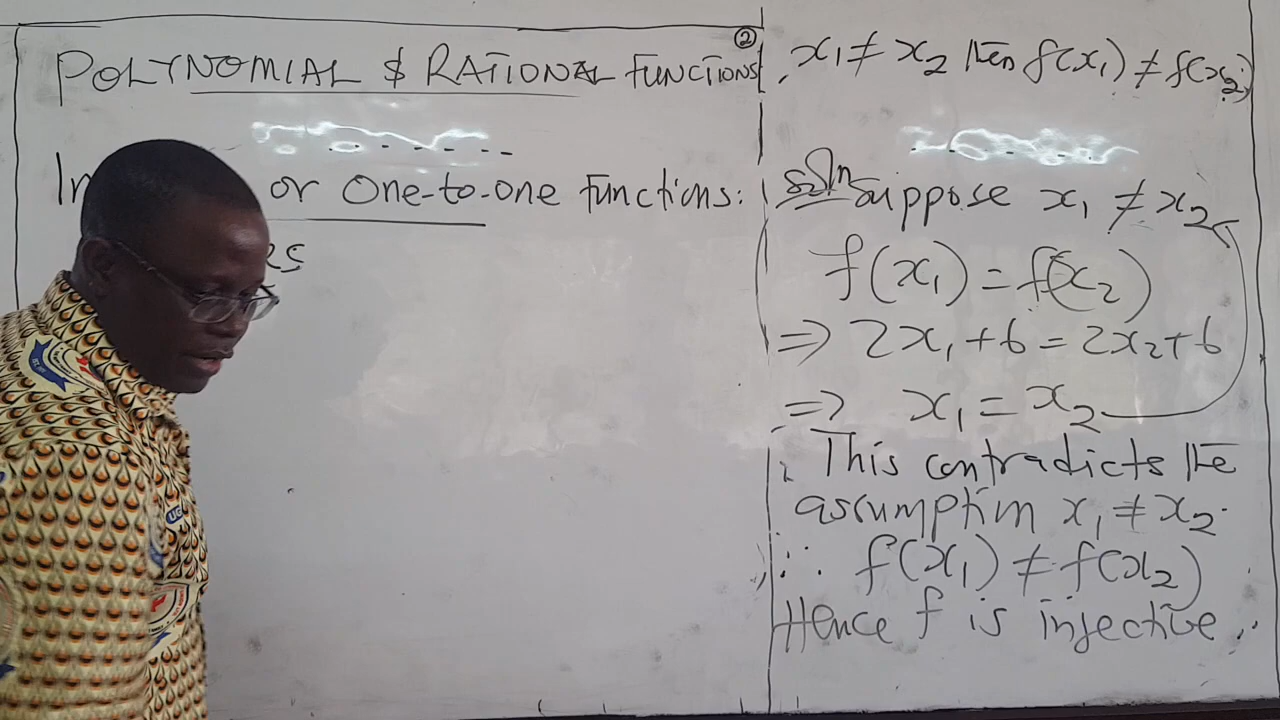 ②
POLYNOMIAL & RATIONAL FUNCTIONS
or One-to-one functions:
x₁ ≠ x₂ then f(x₁) ≠ f(x₂)
Soln Suppose x₁ ≠ x₂
f(x₁) = f(x₂)
⇒ 2x₁ + 6 = 2x₂ + 6
⇒ x₁ = x₂
This contradicts the
assumption x₁ ≠ x₂.
∴ f(x₁) ≠ f(x₂)
Hence f is injective.